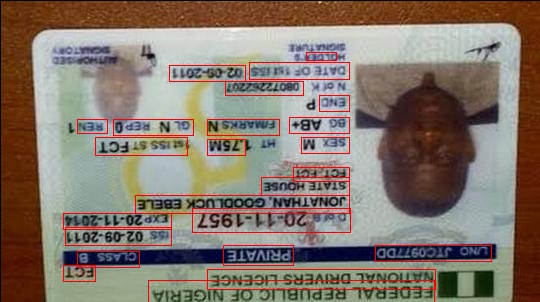 FEDERAL REPUBLIC OF NIGERIA
NATIONAL DRIVERS LICENCE
FCT
L/NO JTC0977DD PRIVATE CLASS B
ISS 02-09-2011
D of B 20-11-1957 EXP 20-11-2014
JONATHAN, GOODLUCK EBELE
STATE HOUSE
FCT, FCT.
SEX M HT 1.75M 1st ISS ST FCT
BG AB+ F/MARKS N GL N REP 0 REN 1
END P
N of K 08072262207
DATE OF 1st ISS 02-09-2011
HOLDER'S SIGNATURE
AUTHORISED SIGNATORY